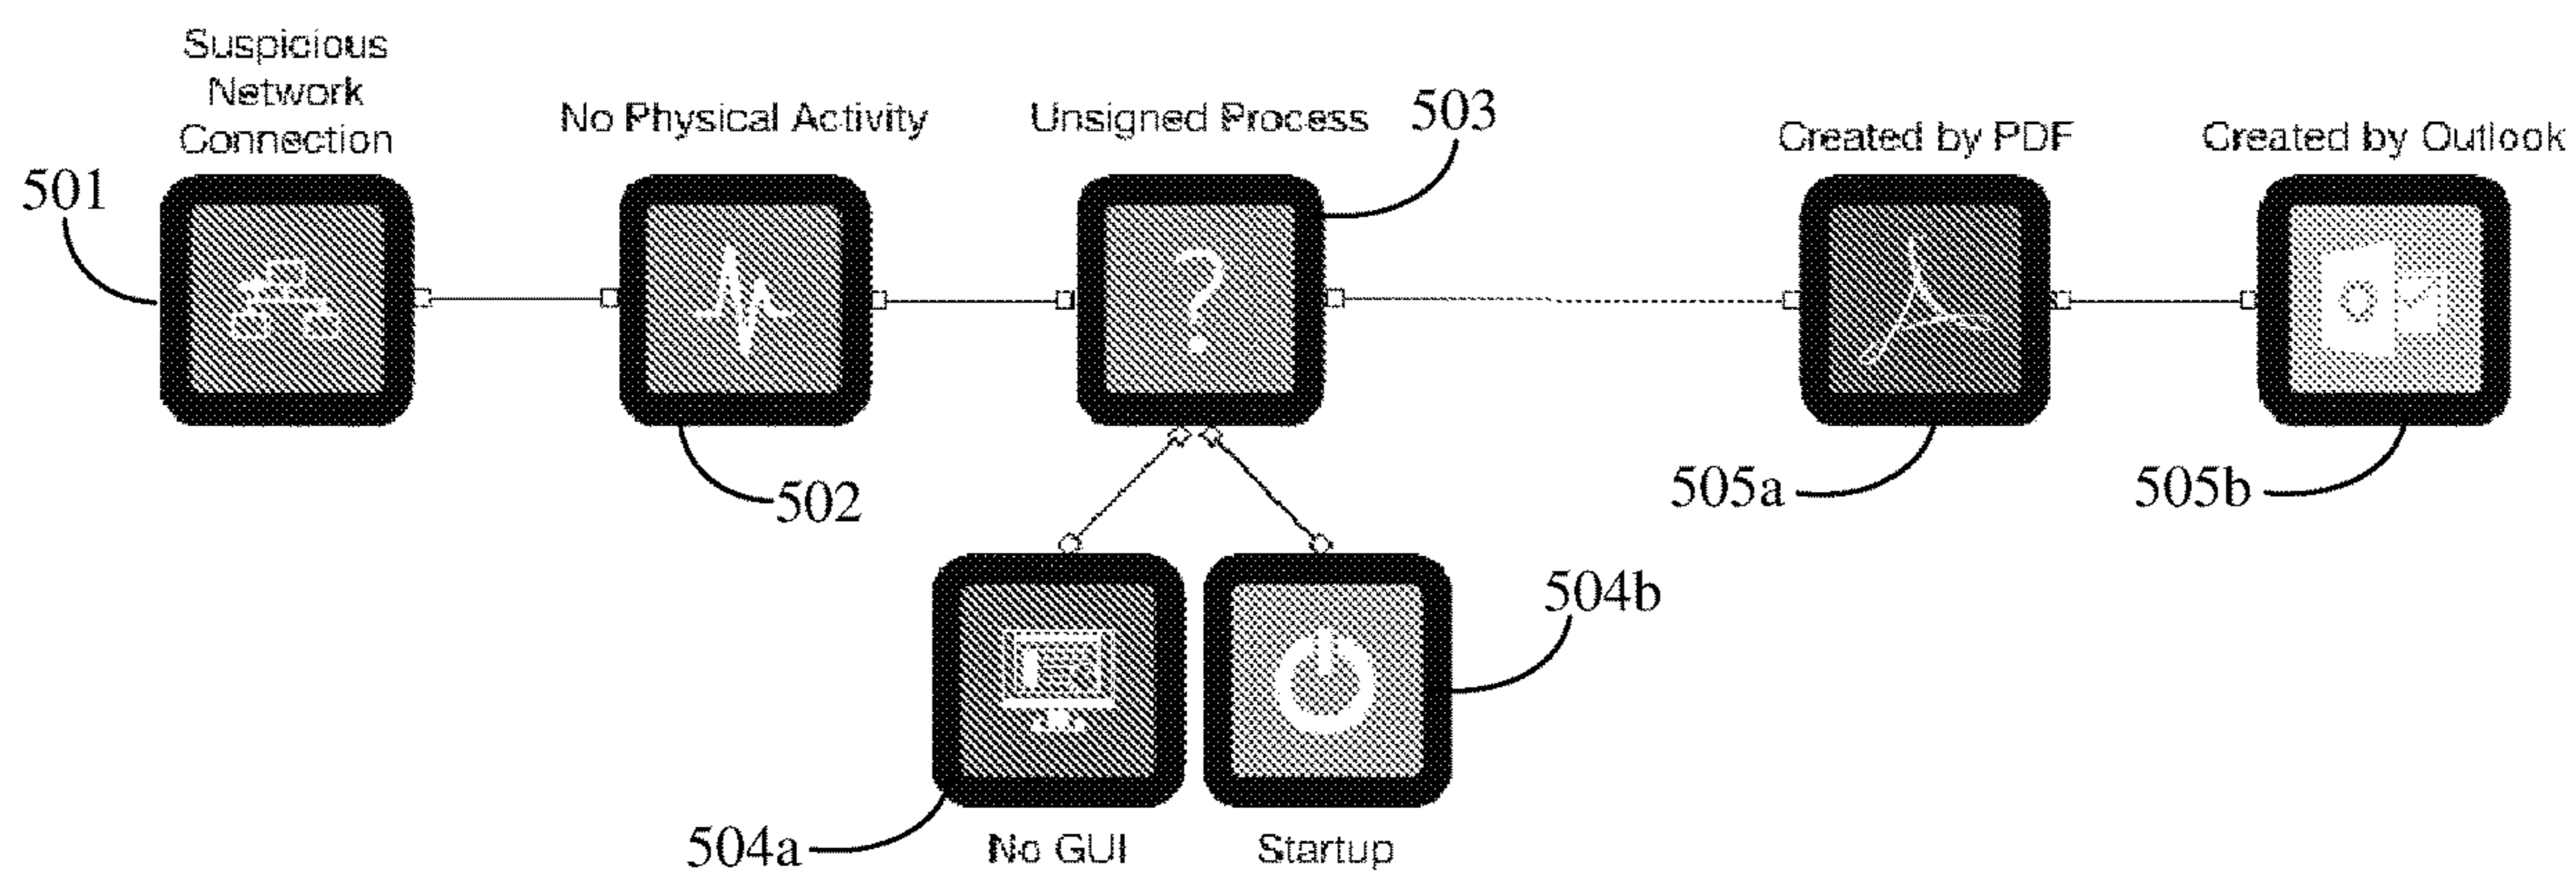 Suspicious
Network
Connection
No Physical Activity
Unsigned Process
503
Created by PDF
Created by Outlook
501
502
505a
505b
504b
504a
No GUI
Startup